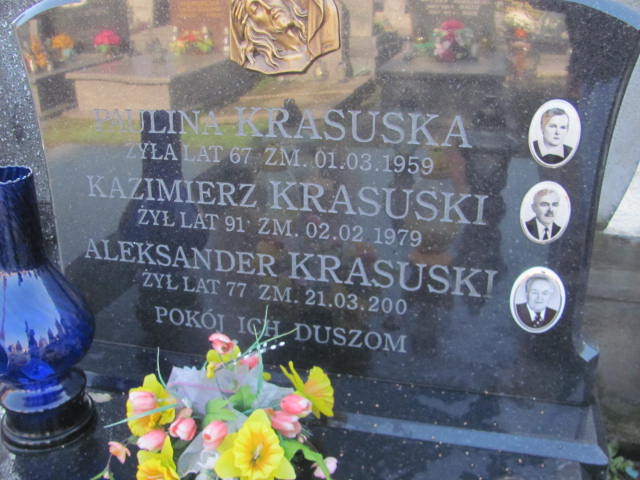 PAULINA KRASUSKA
ŻYŁA LAT 67 ZM. 01.03.1959
KAZIMIERZ KRASUSKI
ŻYŁ LAT 91 ZM. 02.02 1979
ALEKSANDER KRASUSKI
ŻYŁ LAT 77 ZM. 21.03.200
POKÓJ ICH DUSZOM